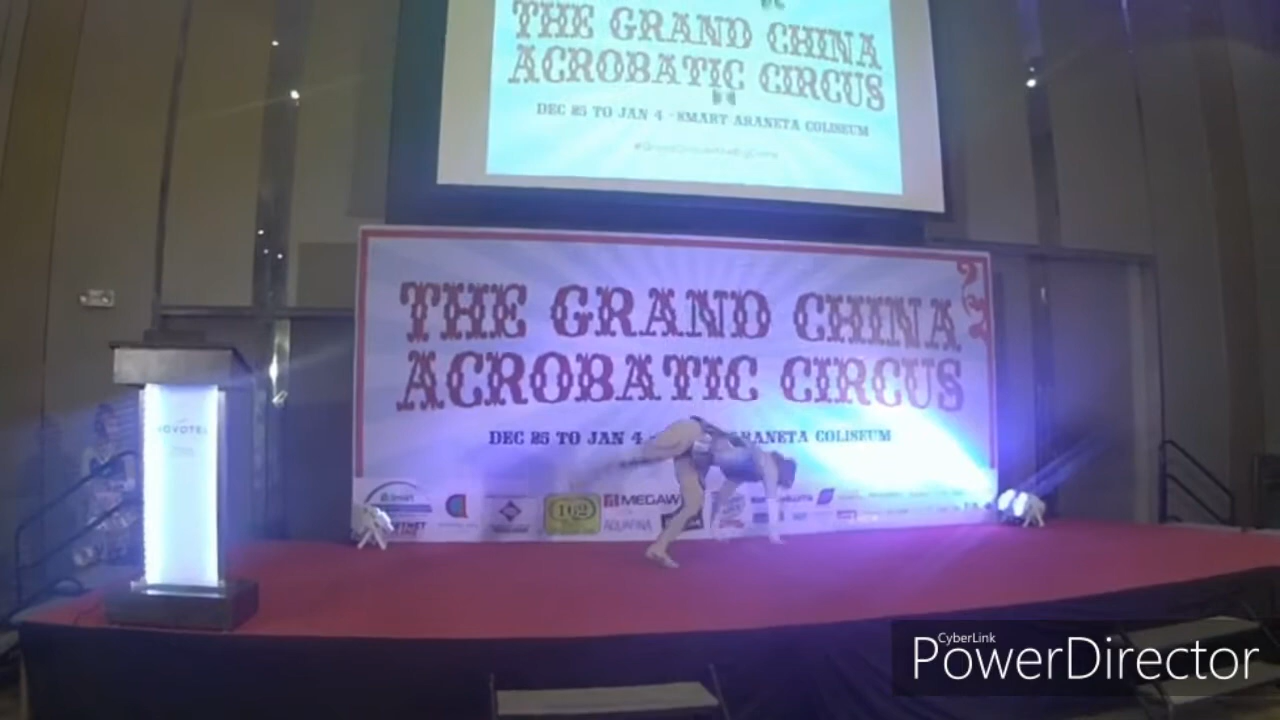 THE GRAND CHINA
ACROBATIC CIRCUS
DEC 25 TO JAN 4 - SMART ARANETA COLISEUM
THE GRAND CHINA
ACROBATIC CIRCUS
DEC 25 TO JAN 4 - ARANETA COLISEUM
NOVOTEL
162
MEGAW
AQUAFINA
CyberLink
PowerDirector